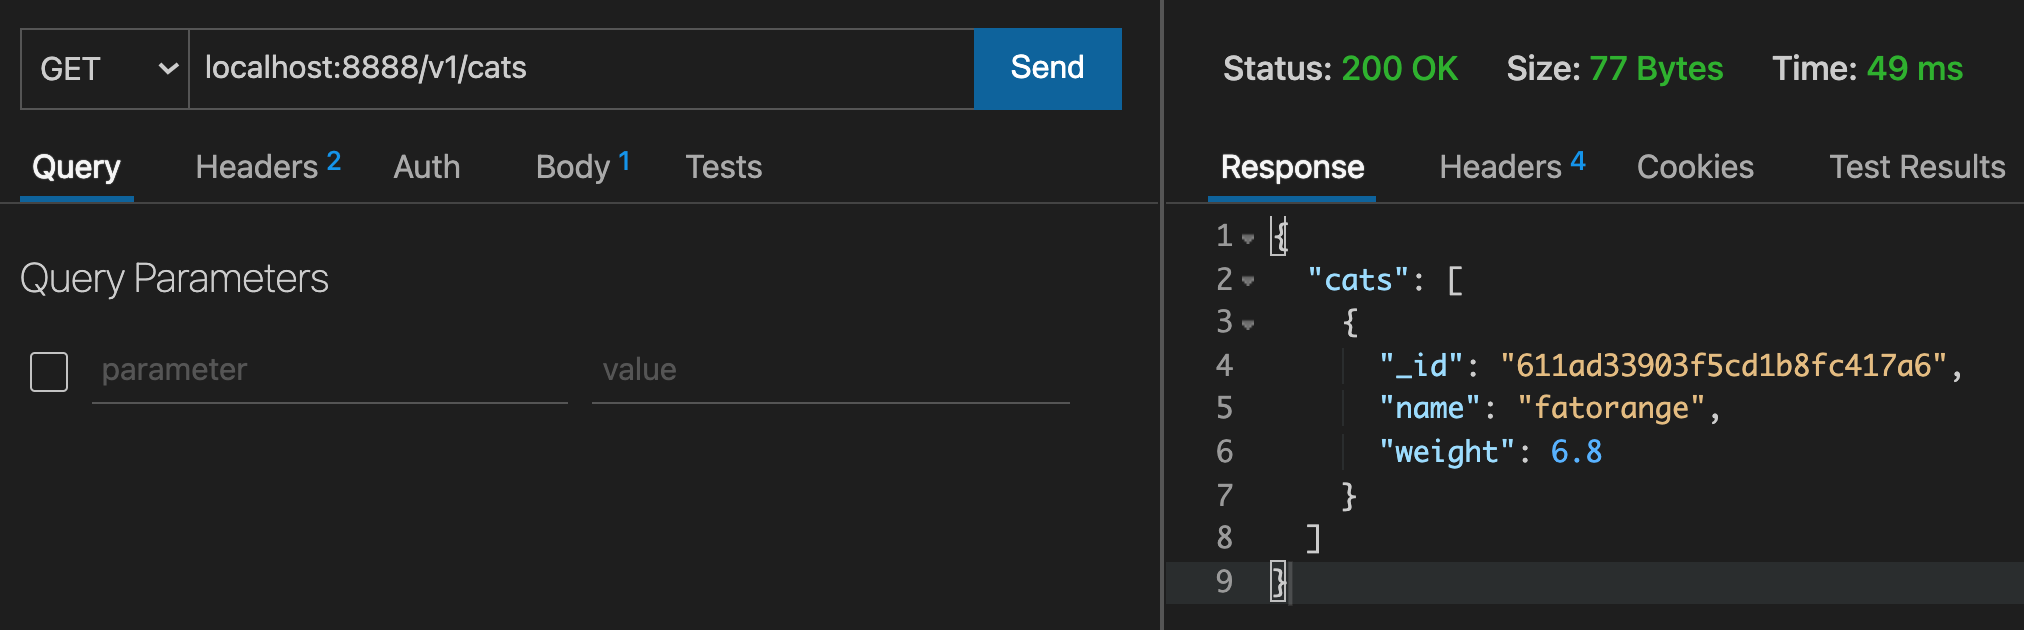 GET localhost:8888/v1/cats Send
Query Headers 2 Auth Body 1 Tests
Query Parameters
parameter value
Status: 200 OK Size: 77 Bytes Time: 49 ms
Response Headers 4 Cookies Test Results
1 {
2 "cats": [
3 {
4 "_id": "611ad33903f5cd1b8fc417a6",
5 "name": "fatorange",
6 "weight": 6.8
7 }
8 ]
9 }